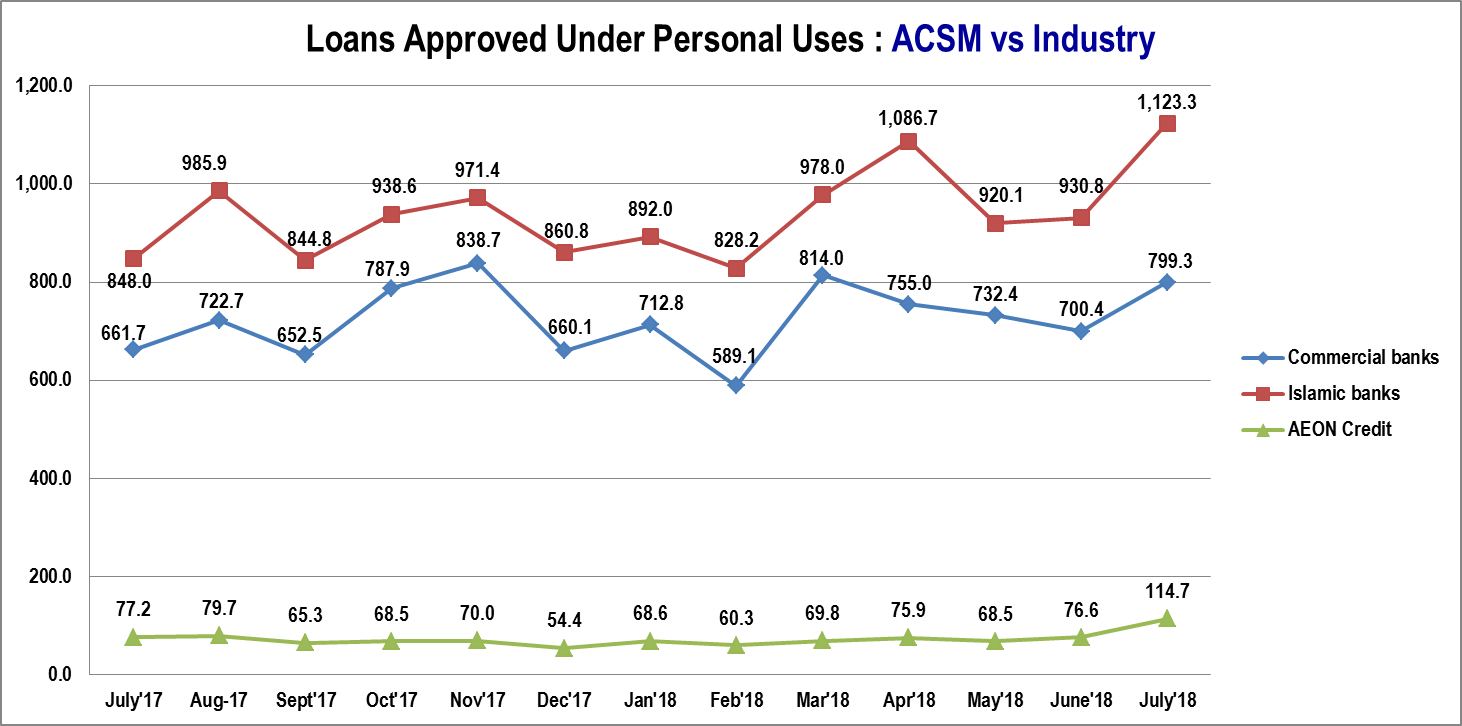 Loans Approved Under Personal Uses : ACSM vs Industry
1,200.0
1,000.0
800.0
600.0
400.0
200.0
0.0
848.0
985.9
844.8
938.6
971.4
860.8
892.0
828.2
978.0
1,086.7
920.1
930.8
1,123.3
661.7
722.7
652.5
787.9
838.7
660.1
712.8
589.1
814.0
755.0
732.4
700.4
799.3
77.2
79.7
65.3
68.5
70.0
54.4
68.6
60.3
69.8
75.9
68.5
76.6
114.7
July'17
Aug-17
Sept'17
Oct'17
Nov'17
Dec'17
Jan'18
Feb'18
Mar'18
Apr'18
May'18
June'18
July'18
Commercial banks
Islamic banks
AEON Credit